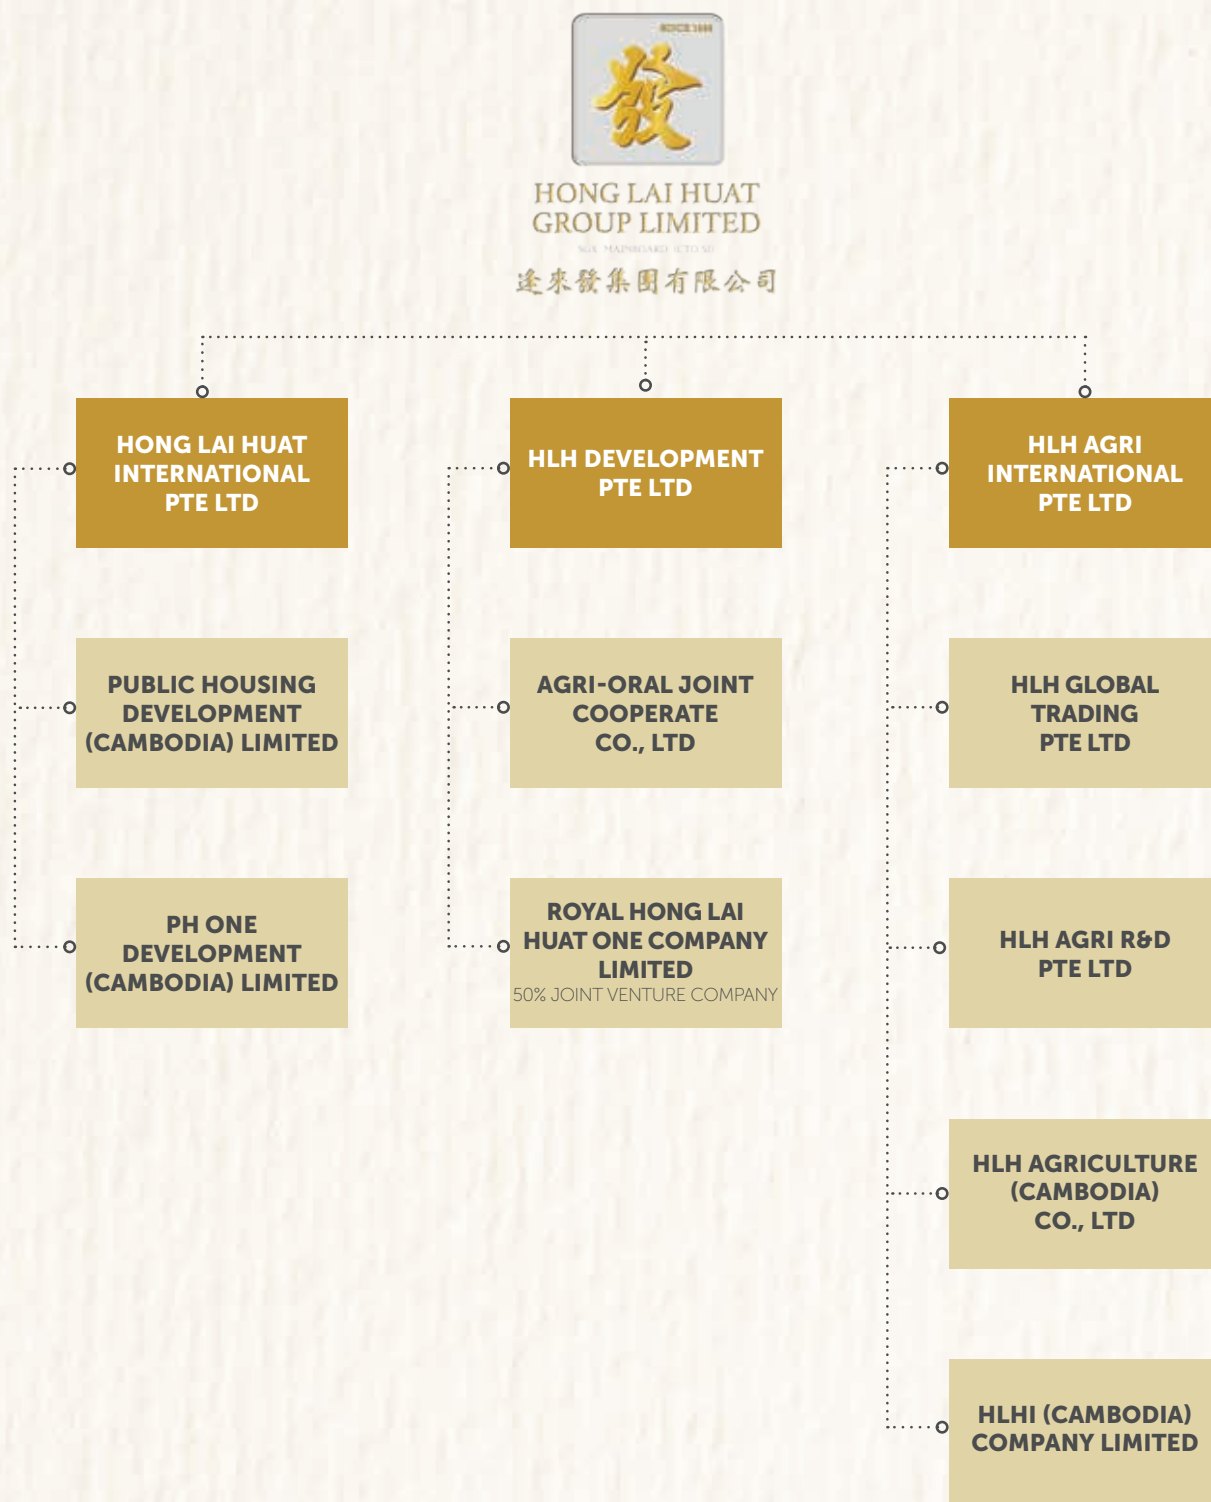 發
HONG LAI HUAT
GROUP LIMITED
逢來發集團有限公司
HONG LAI HUAT
INTERNATIONAL
PTE LTD
PUBLIC HOUSING
DEVELOPMENT
(CAMBODIA) LIMITED
PH ONE
DEVELOPMENT
(CAMBODIA) LIMITED
HLH DEVELOPMENT
PTE LTD
AGRI-ORAL JOINT
COOPERATE
CO., LTD
ROYAL HONG LAI
HUAT ONE COMPANY
LIMITED
50% JOINT VENTURE COMPANY
HLH AGRI
INTERNATIONAL
PTE LTD
HLH GLOBAL
TRADING
PTE LTD
HLH AGRI R&D
PTE LTD
HLH AGRICULTURE
(CAMBODIA)
CO., LTD
HLHI (CAMBODIA)
COMPANY LIMITED